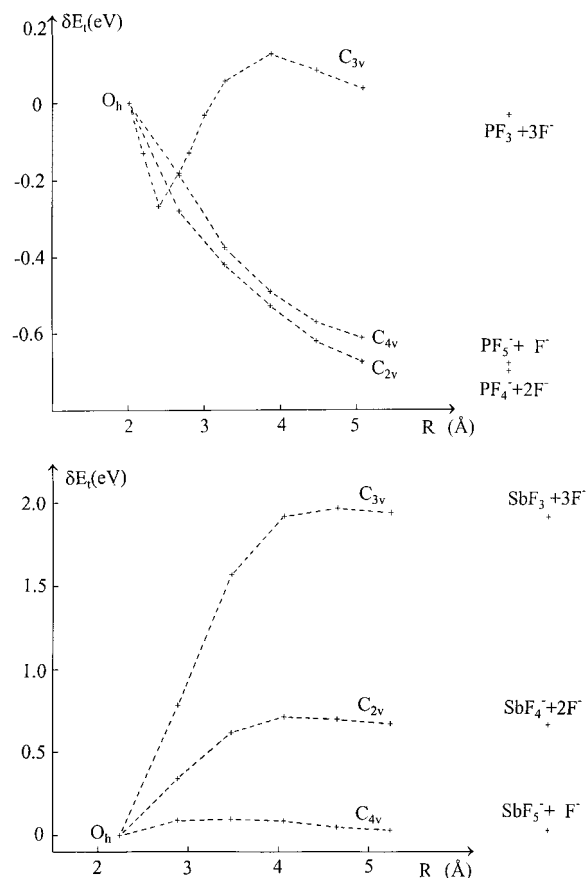 δEₜ(eV)
0.2
C₃ᵥ
Oₕ
0
PF₃ +3F⁻
-0.2
-0.4
-0.6
C₄ᵥ
PF₅⁻+ F⁻
C₂ᵥ
PF₄⁻+2F⁻
2 3 4 5
R (Å)
δEₜ(eV)
2.0
C₃ᵥ
SbF₃ +3F⁻
1.5
1.0
C₂ᵥ
SbF₄⁻+2F⁻
0.5
C₄ᵥ
SbF₅⁻+ F⁻
Oₕ
0
2 3 4 5
R (Å)